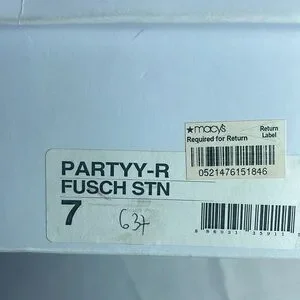 ★macy's Return
Required for Return Label
0521476151846
PARTYY-R
FUSCH STN
7
637